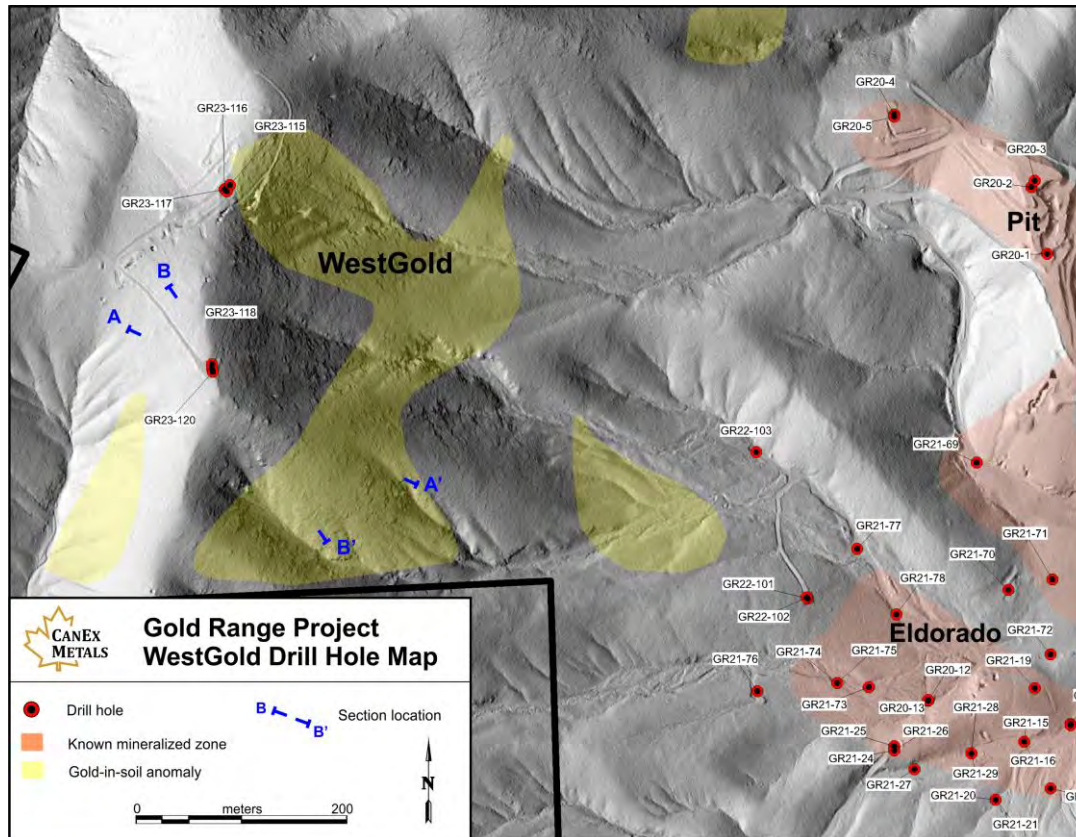 GR23-116
GR23-115
GR20-4
GR20-5
GR20-3
GR20-2
GR23-117
Pit
WestGold
GR20-1
B
A
GR23-118
GR23-120
GR22-103
GR21-69
A'
GR21-77
GR21-71
B'
GR21-70
GR21-78
GR22-101
GR22-102
Eldorado
GR21-72
GR21-74
GR21-75
GR21-19
GR21-76
GR20-12
GR21-73
GR20-13
GR21-28
GR21-15
GR21-25
GR21-26
GR21-24
GR21-16
GR21-27
GR21-29
GR21-20
GR21-21
CANEX
METALS
Gold Range Project
WestGold Drill Hole Map
Drill hole
B
B'
Section location
Known mineralized zone
Gold-in-soil anomaly
0 200
meters
N